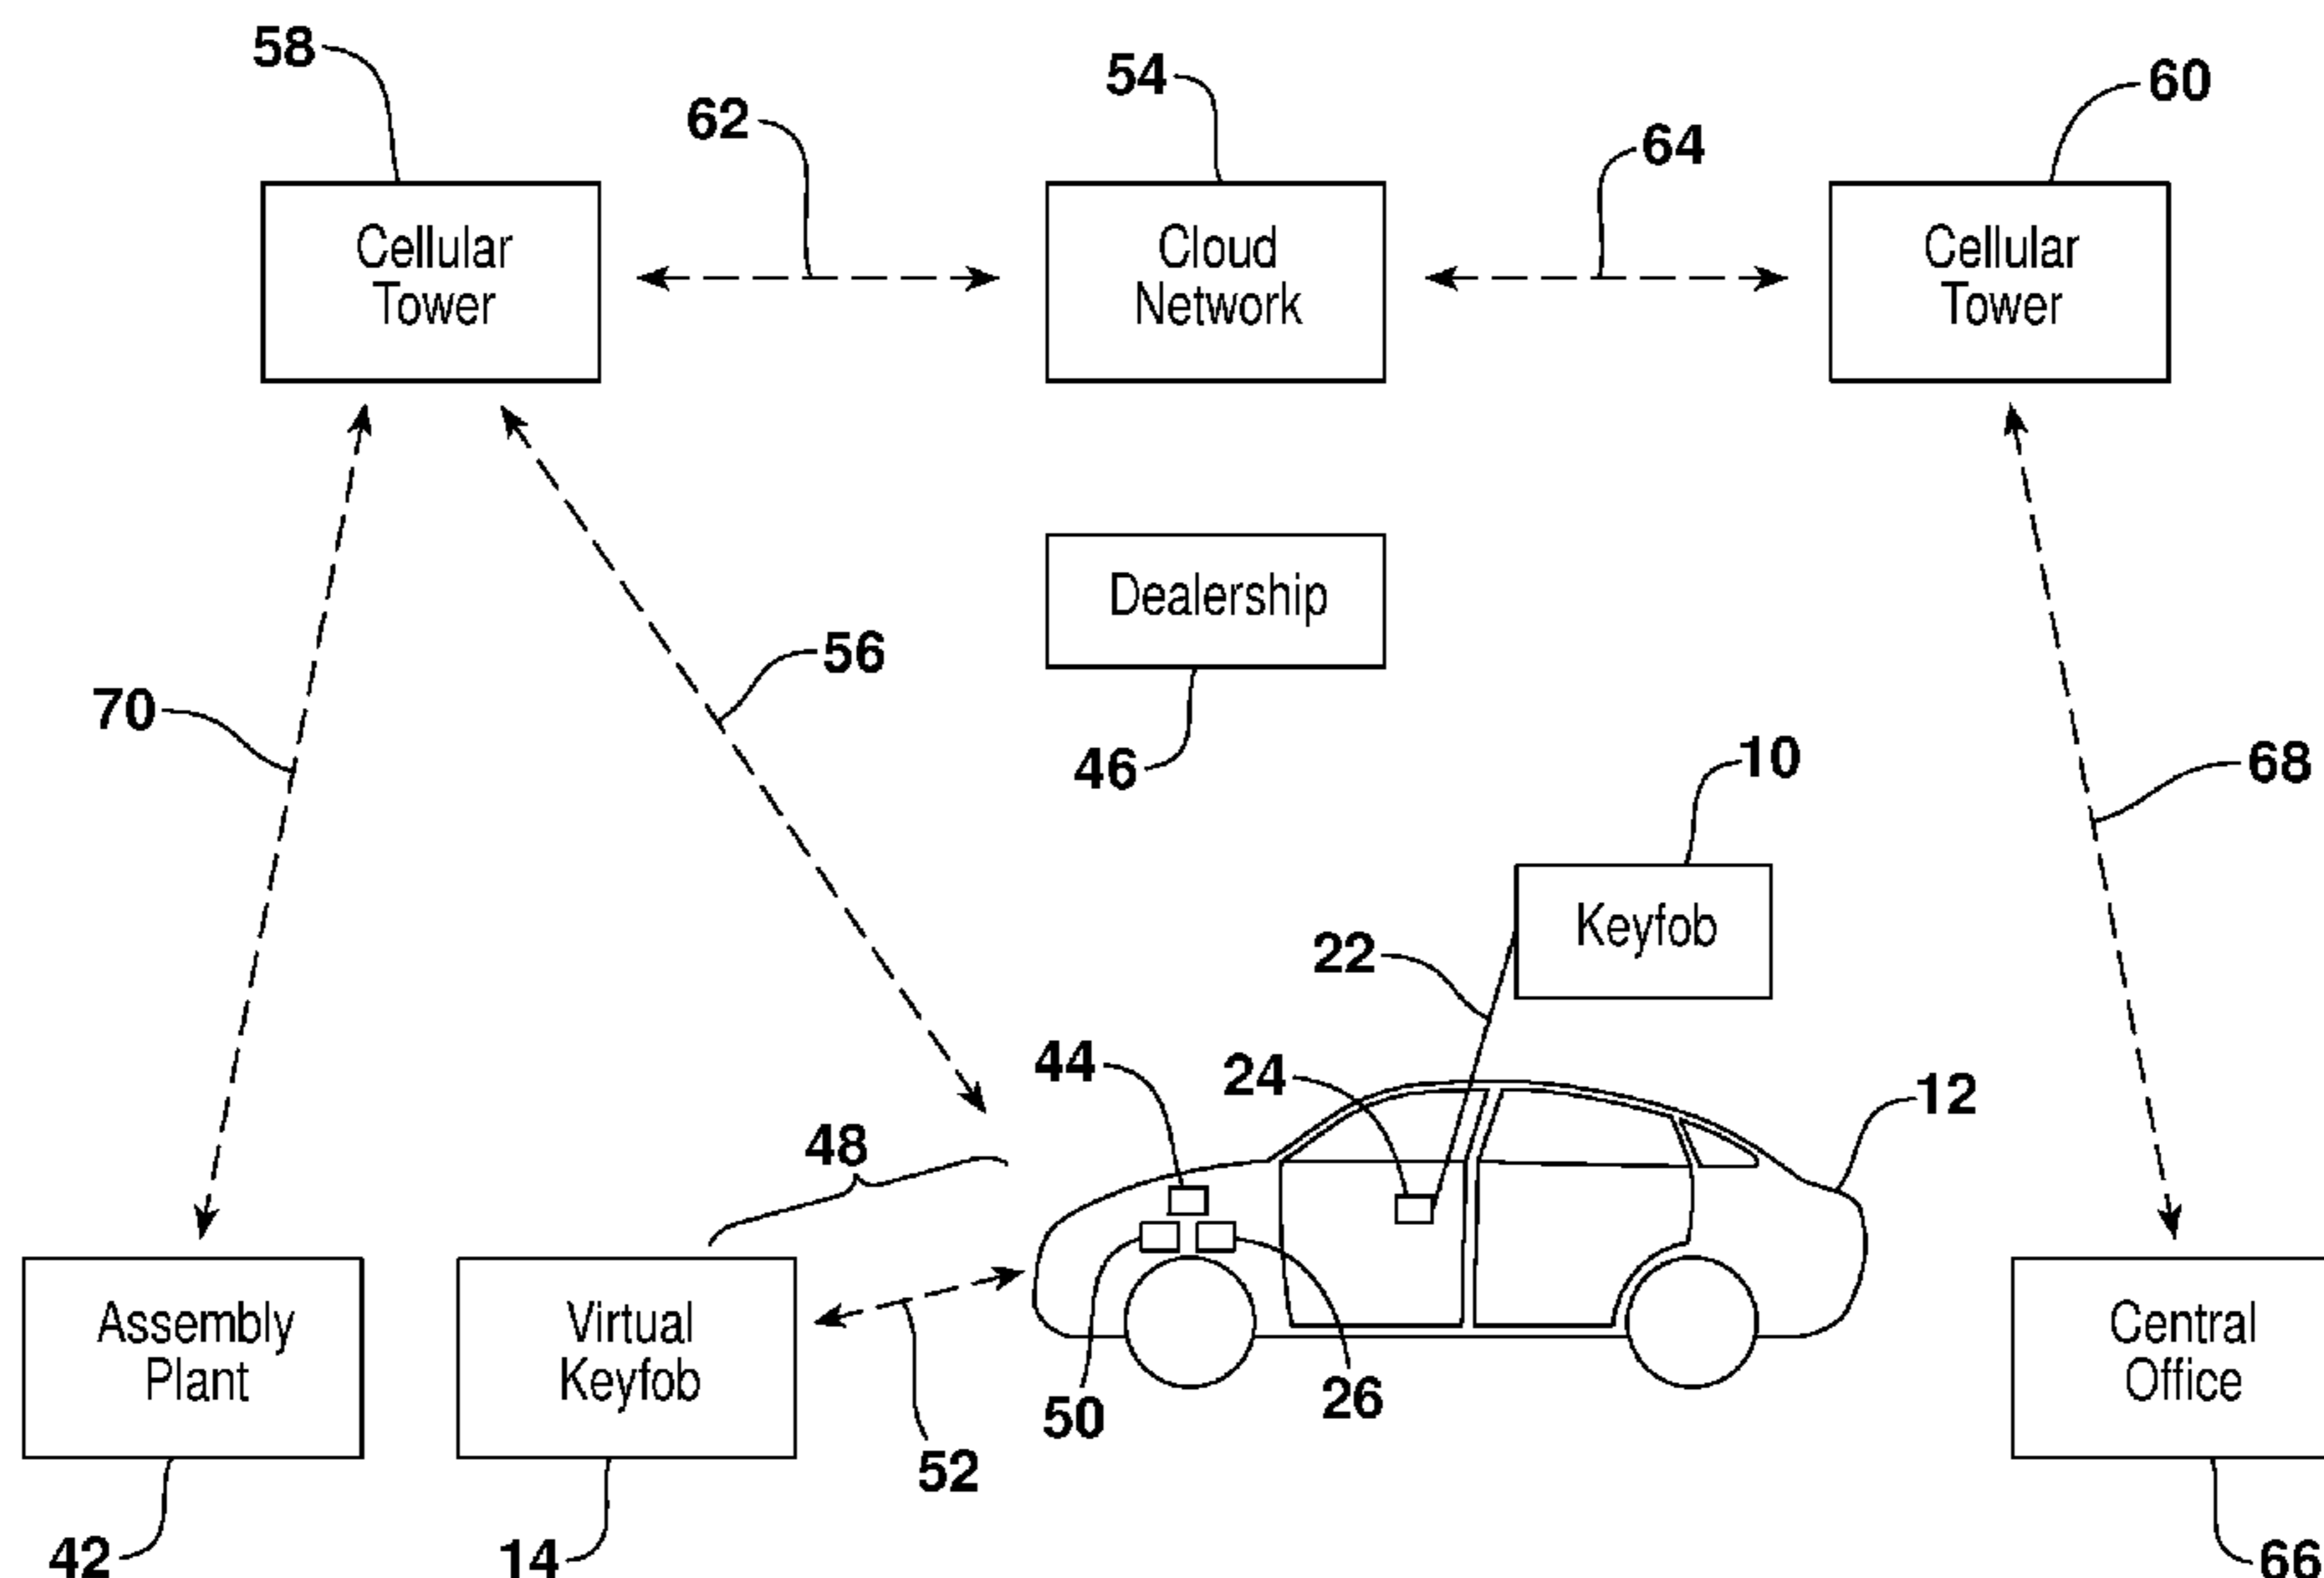 58
54
60
62
64
Cellular
Tower
Cloud
Network
Cellular
Tower
Dealership
56
70
46
10
68
Keyfob
22
44
24
12
48
Assembly
Plant
Virtual
Keyfob
Central
Office
50
26
52
42
14
66